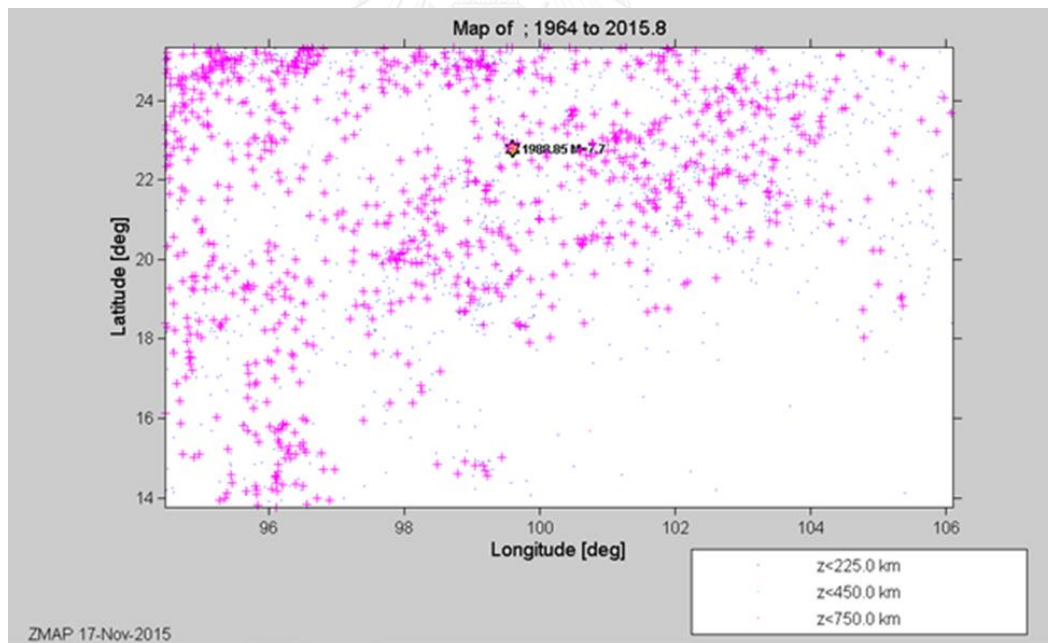 Map of  ; 1964 to 2015.8
1988.85 M=7.7
24
22
20
18
16
14
Latitude [deg]
96 98 100 102 104 106
Longitude [deg]
z<225.0 km
z<450.0 km
z<750.0 km
ZMAP 17-Nov-2015